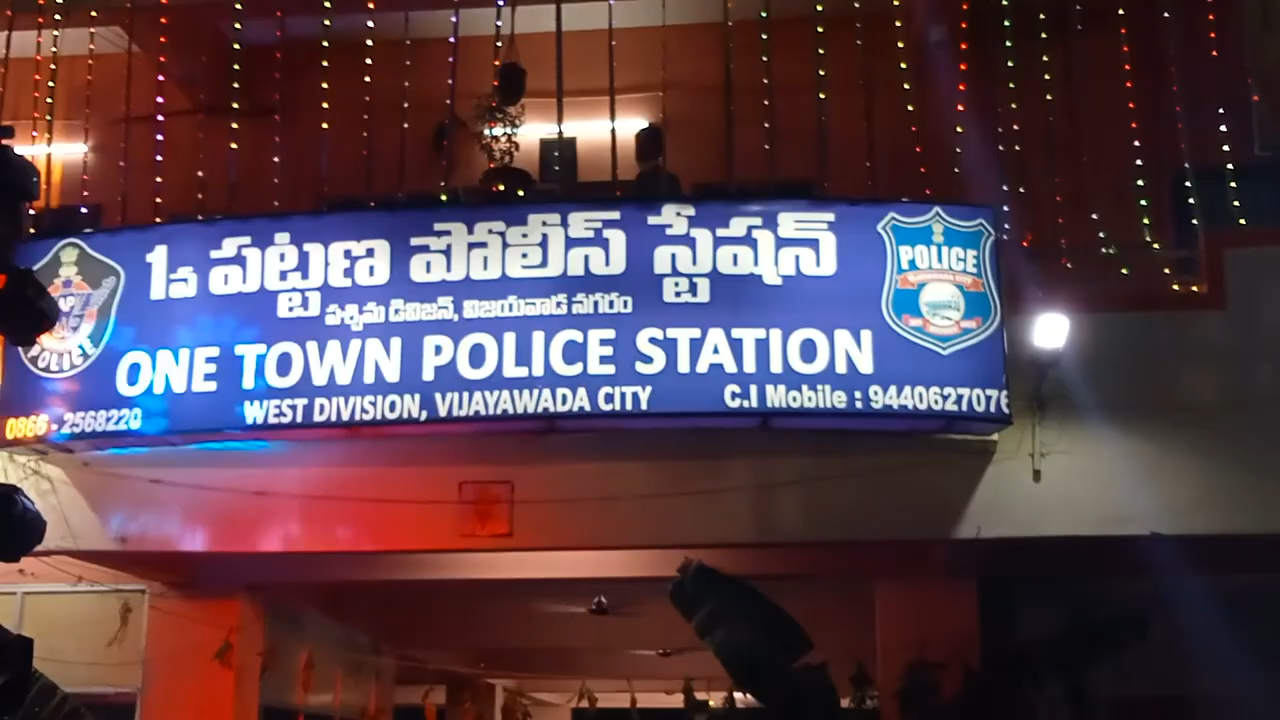 1వ పట్టణ పోలీస్ స్టేషన్
పశ్చిమ డివిజన్, విజయవాడ నగరం
ONE TOWN POLICE STATION
WEST DIVISION, VIJAYAWADA CITY
C.I Mobile : 9440627076
0866 - 2568220
AP
POLICE
POLICE